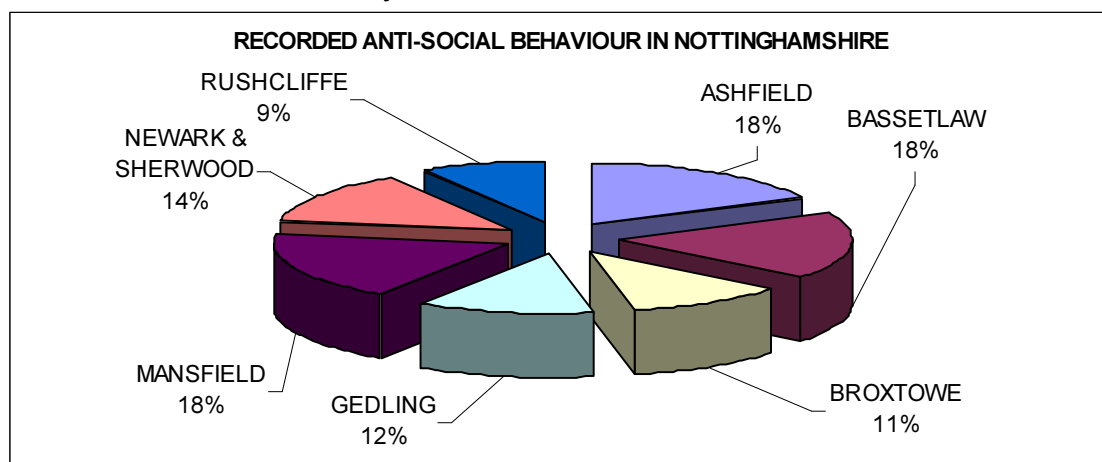 RECORDED ANTI-SOCIAL BEHAVIOUR IN NOTTINGHAMSHIRE
RUSHCLIFFE
9%
ASHFIELD
18%
BASSETLAW
18%
NEWARK &
SHERWOOD
14%
MANSFIELD
18%
GEDLING
12%
BROXTOWE
11%